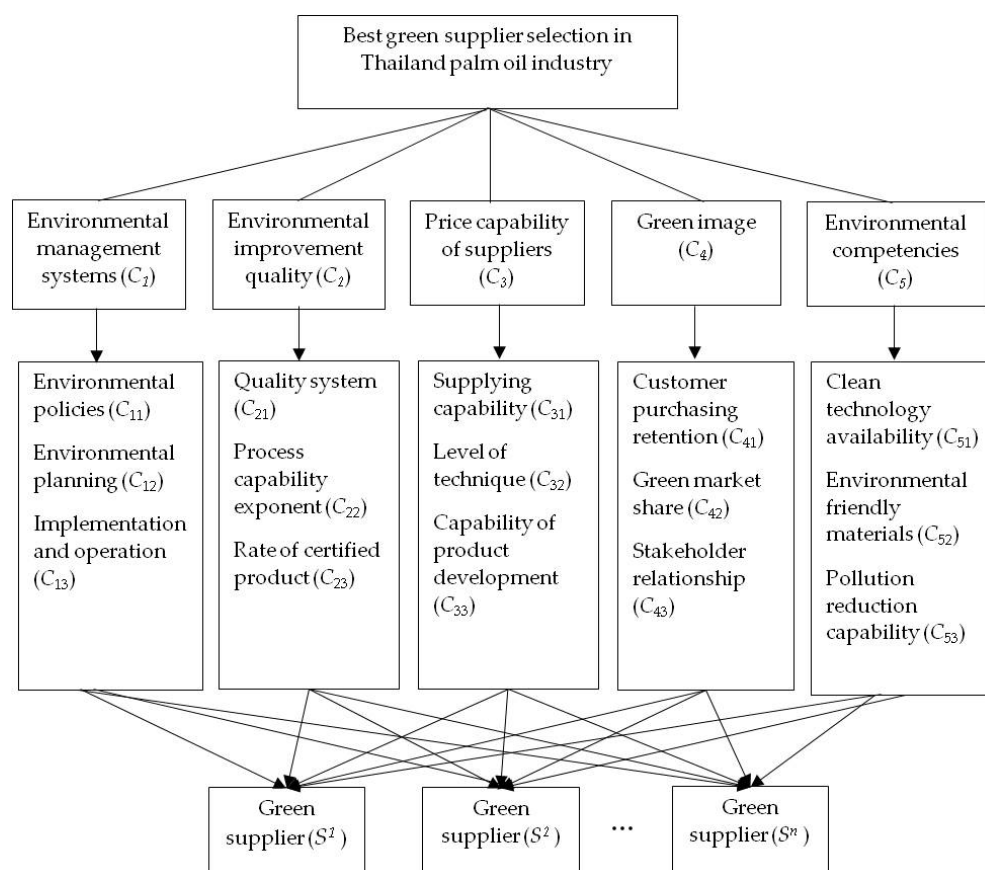 Best green supplier selection in
Thailand palm oil industry
Environmental
management
systems (C₁)
Environmental
improvement
quality (C₂)
Price capability
of suppliers
(C₃)
Green image
(C₄)
Environmental
competencies
(C₅)
Environmental
policies (C₁₁)
Environmental
planning (C₁₂)
Implementation
and operation
(C₁₃)
Quality system
(C₂₁)
Process
capability
exponent (C₂₂)
Rate of certified
product (C₂₃)
Supplying
capability (C₃₁)
Level of
technique (C₃₂)
Capability of
product
development
(C₃₃)
Customer
purchasing
retention (C₄₁)
Green market
share (C₄₂)
Stakeholder
relationship
(C₄₃)
Clean
technology
availability (C₅₁)
Environmental
friendly
materials (C₅₂)
Pollution
reduction
capability (C₅₃)
Green
supplier (S¹)
Green
supplier (S²)
...
Green
supplier (Sⁿ)